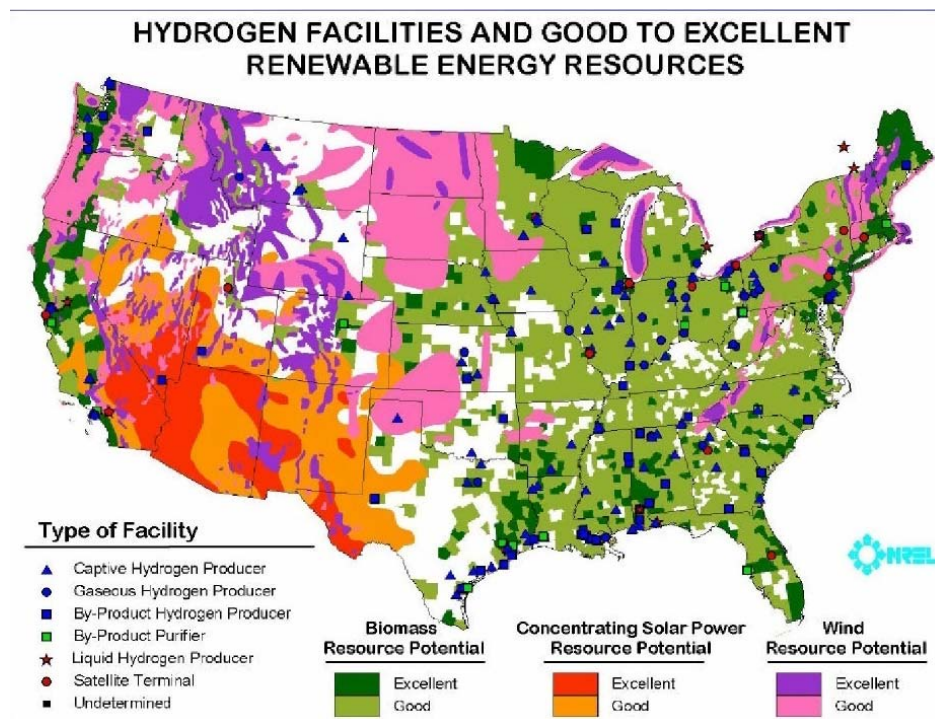 HYDROGEN FACILITIES AND GOOD TO EXCELLENT
RENEWABLE ENERGY RESOURCES
Type of Facility
Captive Hydrogen Producer
Gaseous Hydrogen Producer
By-Product Hydrogen Producer
By-Product Purifier
Liquid Hydrogen Producer
Satellite Terminal
Undetermined
Biomass
Resource Potential
Excellent
Good
Concentrating Solar Power
Resource Potential
Excellent
Good
Wind
Resource Potential
Excellent
Good
NREL